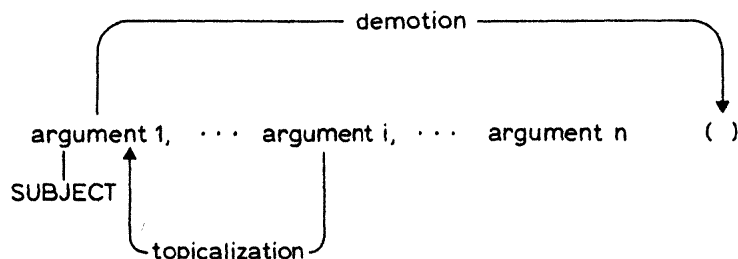 demotion
argument 1, ··· argument i, ··· argument n ( )
SUBJECT
topicalization